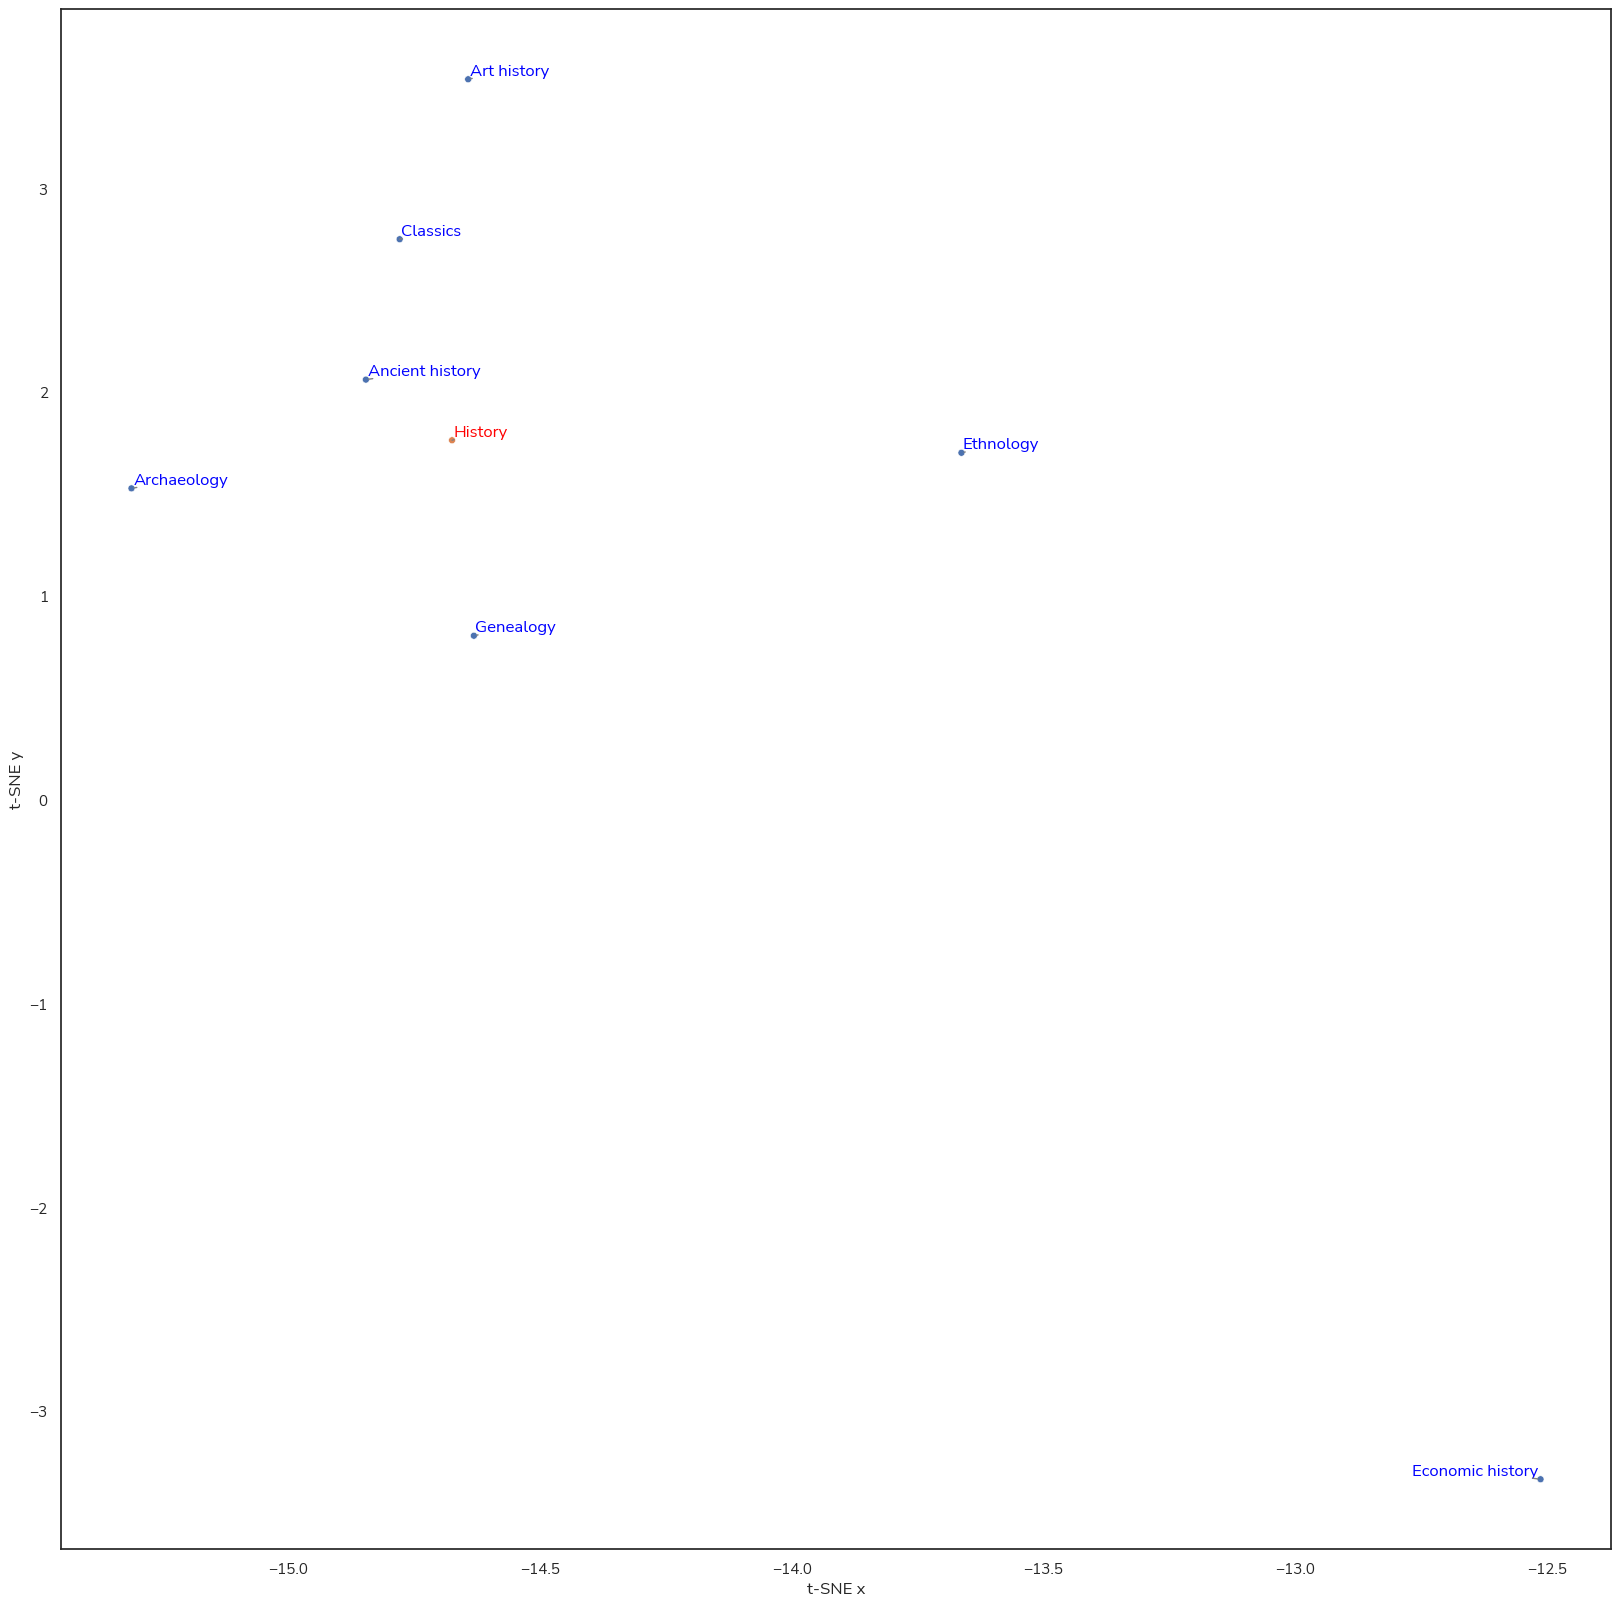 Art history
3
Classics
Ancient history
2
History
Ethnology
Archaeology
1
Genealogy
t-SNE y
0
−1
−2
−3
Economic history
−15.0 −14.5 −14.0 −13.5 −13.0 −12.5
t-SNE x